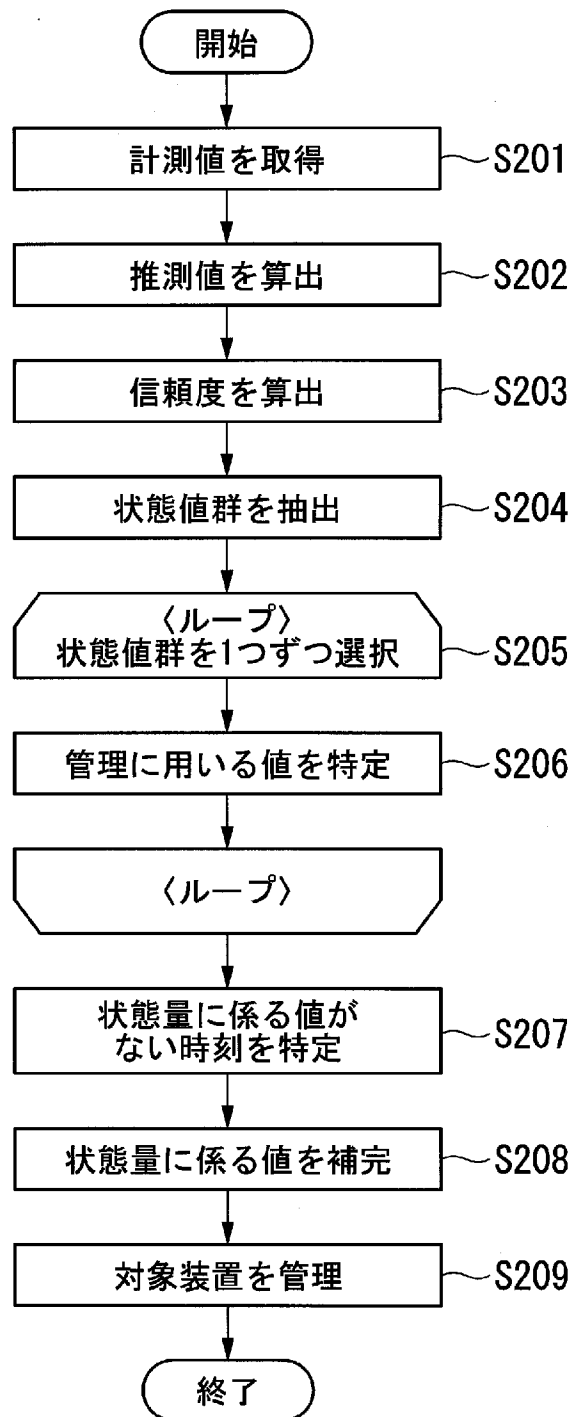 開始
計測値を取得
S201
推測値を算出
S202
信頼度を算出
S203
状態値群を抽出
S204
〈ループ〉
状態値群を1つずつ選択
S205
管理に用いる値を特定
S206
〈ループ〉
状態量に係る値が
ない時刻を特定
S207
状態量に係る値を補完
S208
対象装置を管理
S209
終了